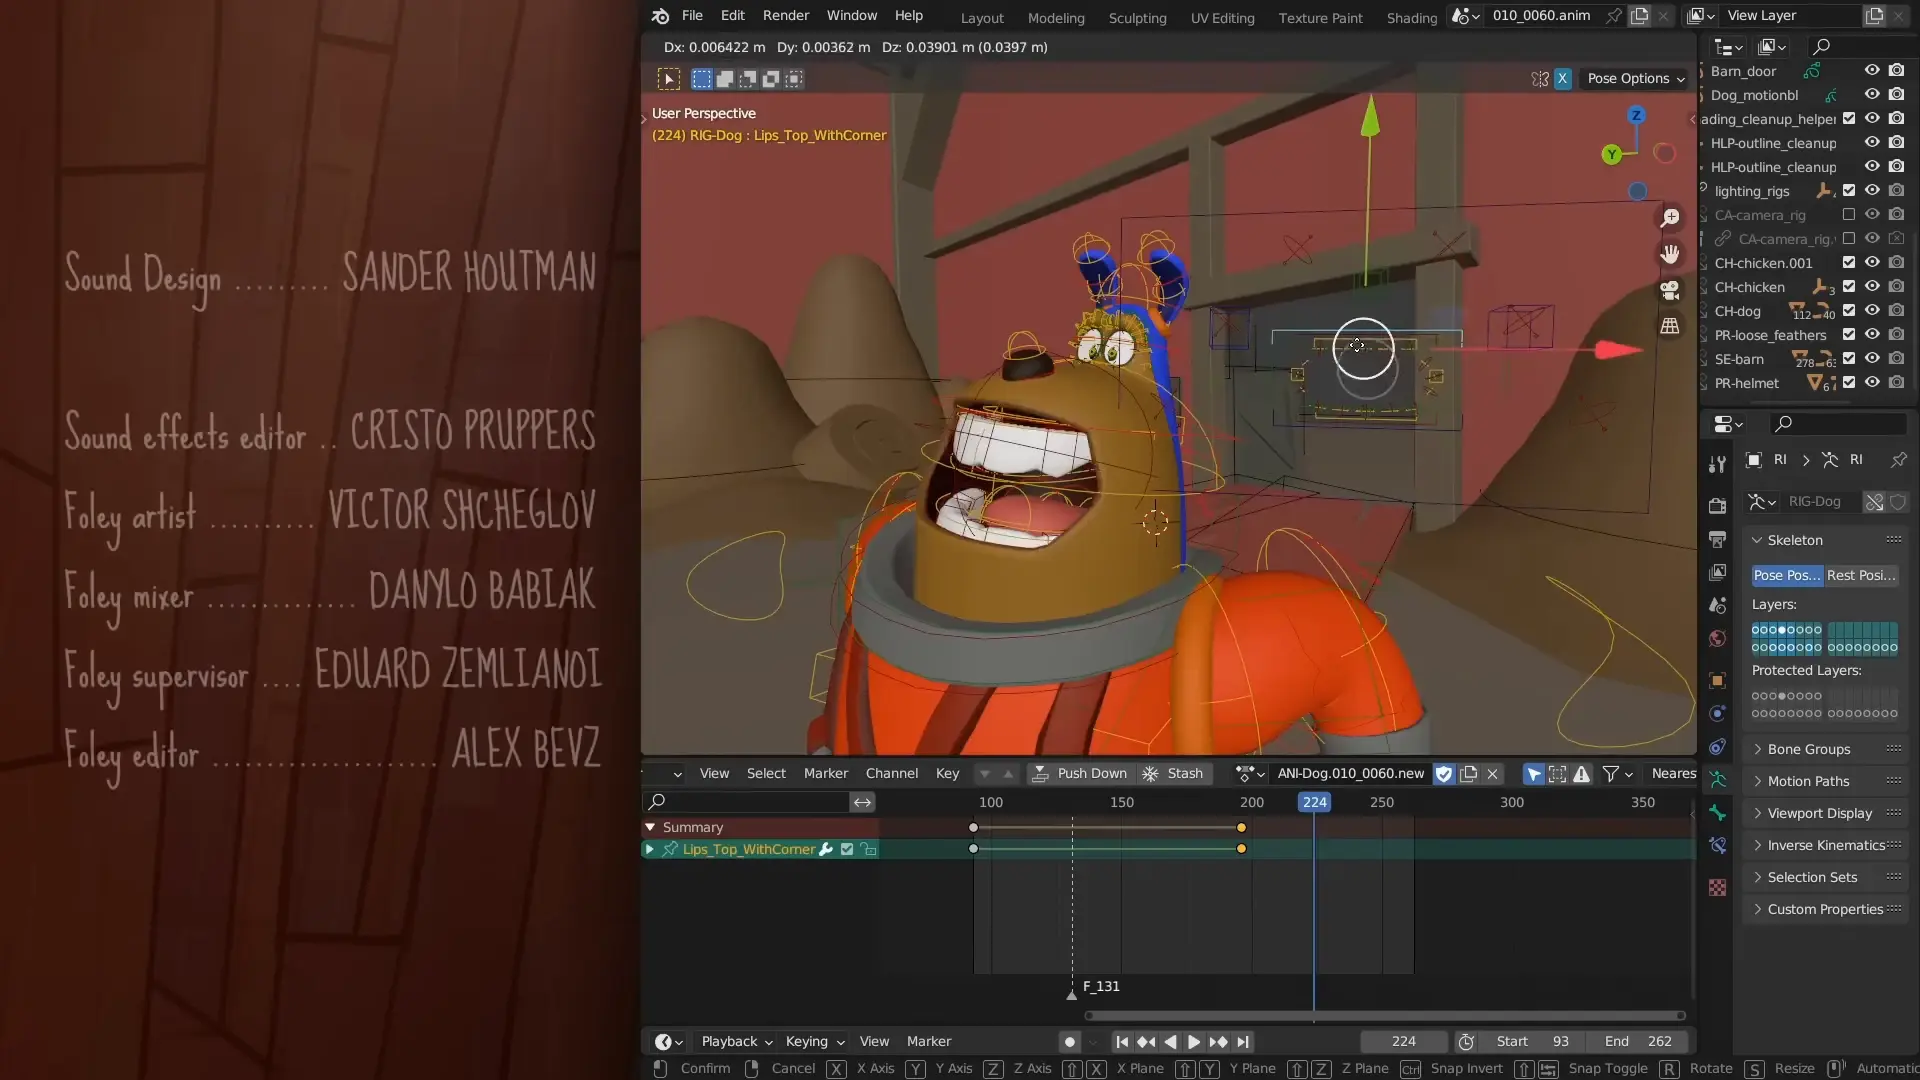 Sound Design ......... SANDER HOUTMAN
Sound effects editor .. CRISTO PRUPPERS
Foley artist .......... VICTOR SHCHEGLOV
Foley mixer .............. DANYLO BABIAK
Foley supervisor .... EDUARD ZEMLIANOI
Foley editor ..................... ALEX BEVZ
File Edit Render Window Help Layout Modeling Sculpting UV Editing Texture Paint Shading 010_0060.anim View Layer
Dx: 0.006422 m Dy: 0.00362 m Dz: 0.03901 m (0.0397 m)
X Pose Options
User Perspective
(224) RIG-Dog : Lips_Top_WithCorner
Z
Y
Barn_door
Dog_motionbl
ading_cleanup_helper
HLP-outline_cleanup
HLP-outline_cleanup
lighting_rigs
CA-camera_rig
CA-camera_rig.
CH-chicken.001
CH-chicken 3
CH-dog 112 40
PR-loose_feathers
SE-barn 278 63
PR-helmet 6
RI RI
RIG-Dog
Skeleton
Pose Pos... Rest Posi...
Layers:
Protected Layers:
Bone Groups
Motion Paths
Viewport Display
Inverse Kinematics
Selection Sets
Custom Properties
View Select Marker Channel Key Push Down Stash ANI-Dog.010_0060.new Neares
100 150 200 224 250 300 350
Summary
Lips_Top_WithCorner
F_131
Playback Keying View Marker 224 Start 93 End 262
Confirm Cancel X X Axis Y Y Axis Z Z Axis X X Plane Y Y Plane Z Z Plane Ctrl Snap Invert Snap Toggle R Rotate S Resize Automatic